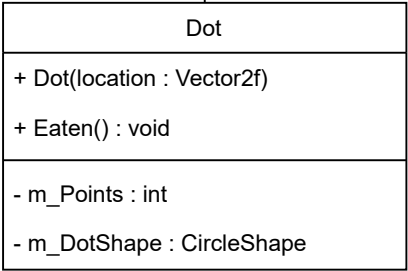 Dot
+ Dot(location : Vector2f)
+ Eaten() : void
- m_Points : int
- m_DotShape : CircleShape